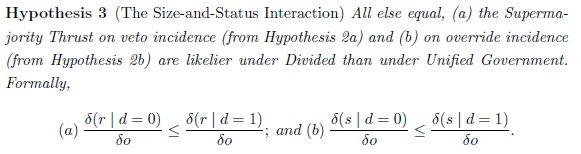 Hypothesis 3 (The Size-and-Status Interaction) All else equal, (a) the Superma-
jority Thrust on veto incidence (from Hypothesis 2a) and (b) on override incidence
(from Hypothesis 2b) are likelier under Divided than under Unified Government.
Formally,
(a) δ(r | d = 0)/δo ≤ δ(r | d = 1)/δo; and (b) δ(s | d = 0)/δo ≤ δ(s | d = 1)/δo.